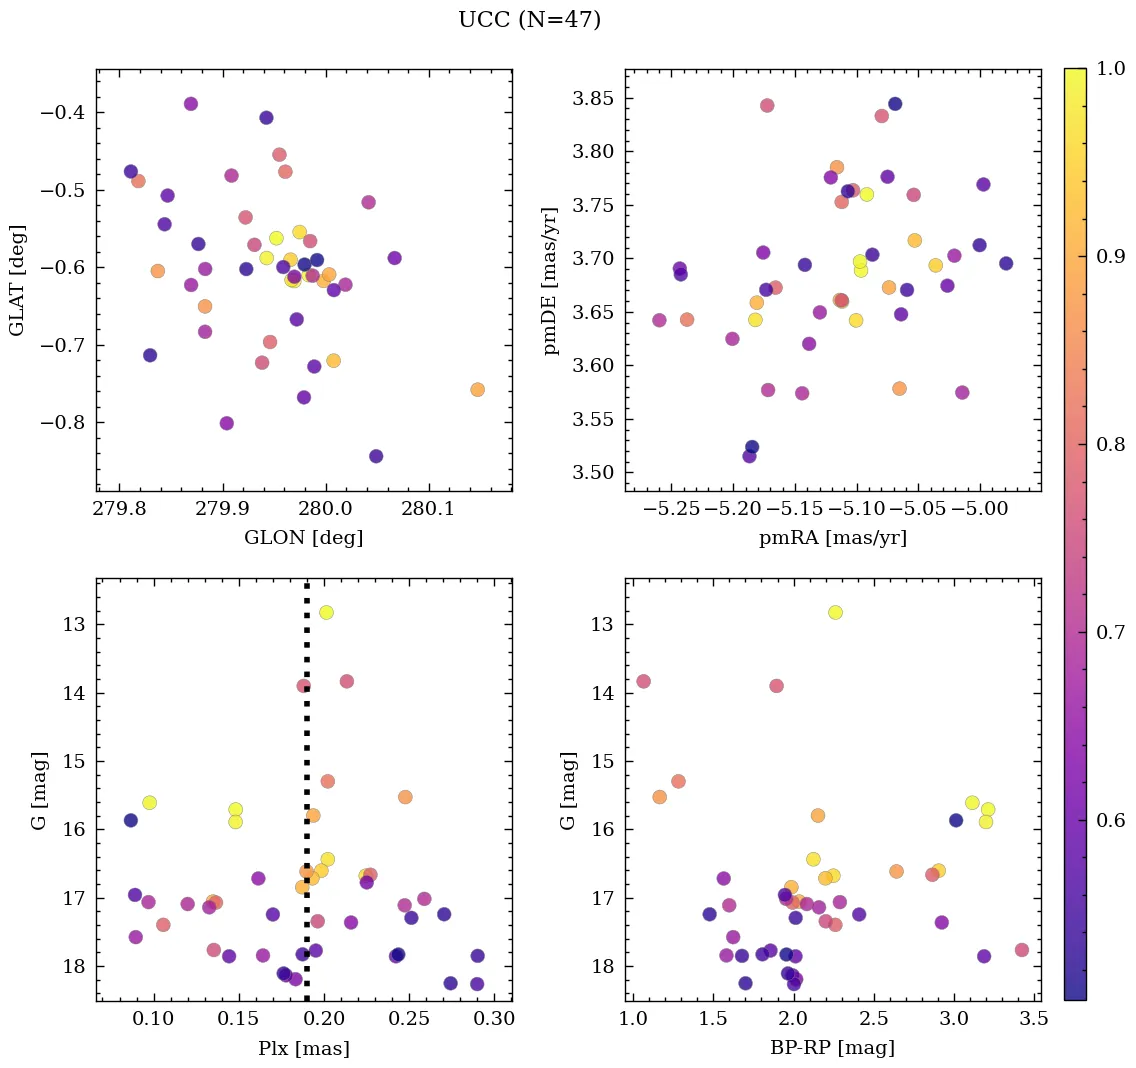 UCC (N=47)
−0.4
−0.5
−0.6
−0.7
−0.8
GLAT [deg]
279.8 279.9 280.0 280.1
GLON [deg]
3.85
3.80
3.75
3.70
3.65
3.60
3.55
3.50
pmDE [mas/yr]
−5.25 −5.20 −5.15 −5.10 −5.05 −5.00
pmRA [mas/yr]
1.0
0.9
0.8
0.7
0.6
13
14
15
16
17
18
G [mag]
0.10 0.15 0.20 0.25 0.30
Plx [mas]
13
14
15
16
17
18
G [mag]
1.0 1.5 2.0 2.5 3.0 3.5
BP-RP [mag]